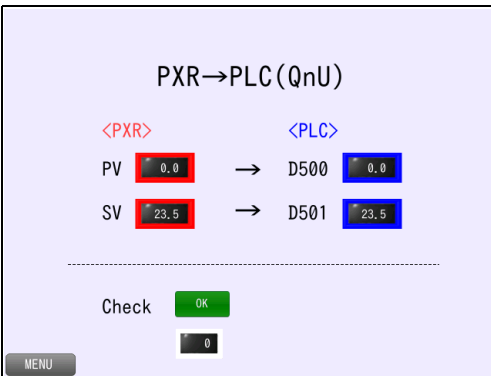 PXR→PLC(QnU)
<PXR> <PLC>
PV 0.0 → D500 0.0
SV 23.5 → D501 23.5
Check OK
0
MENU